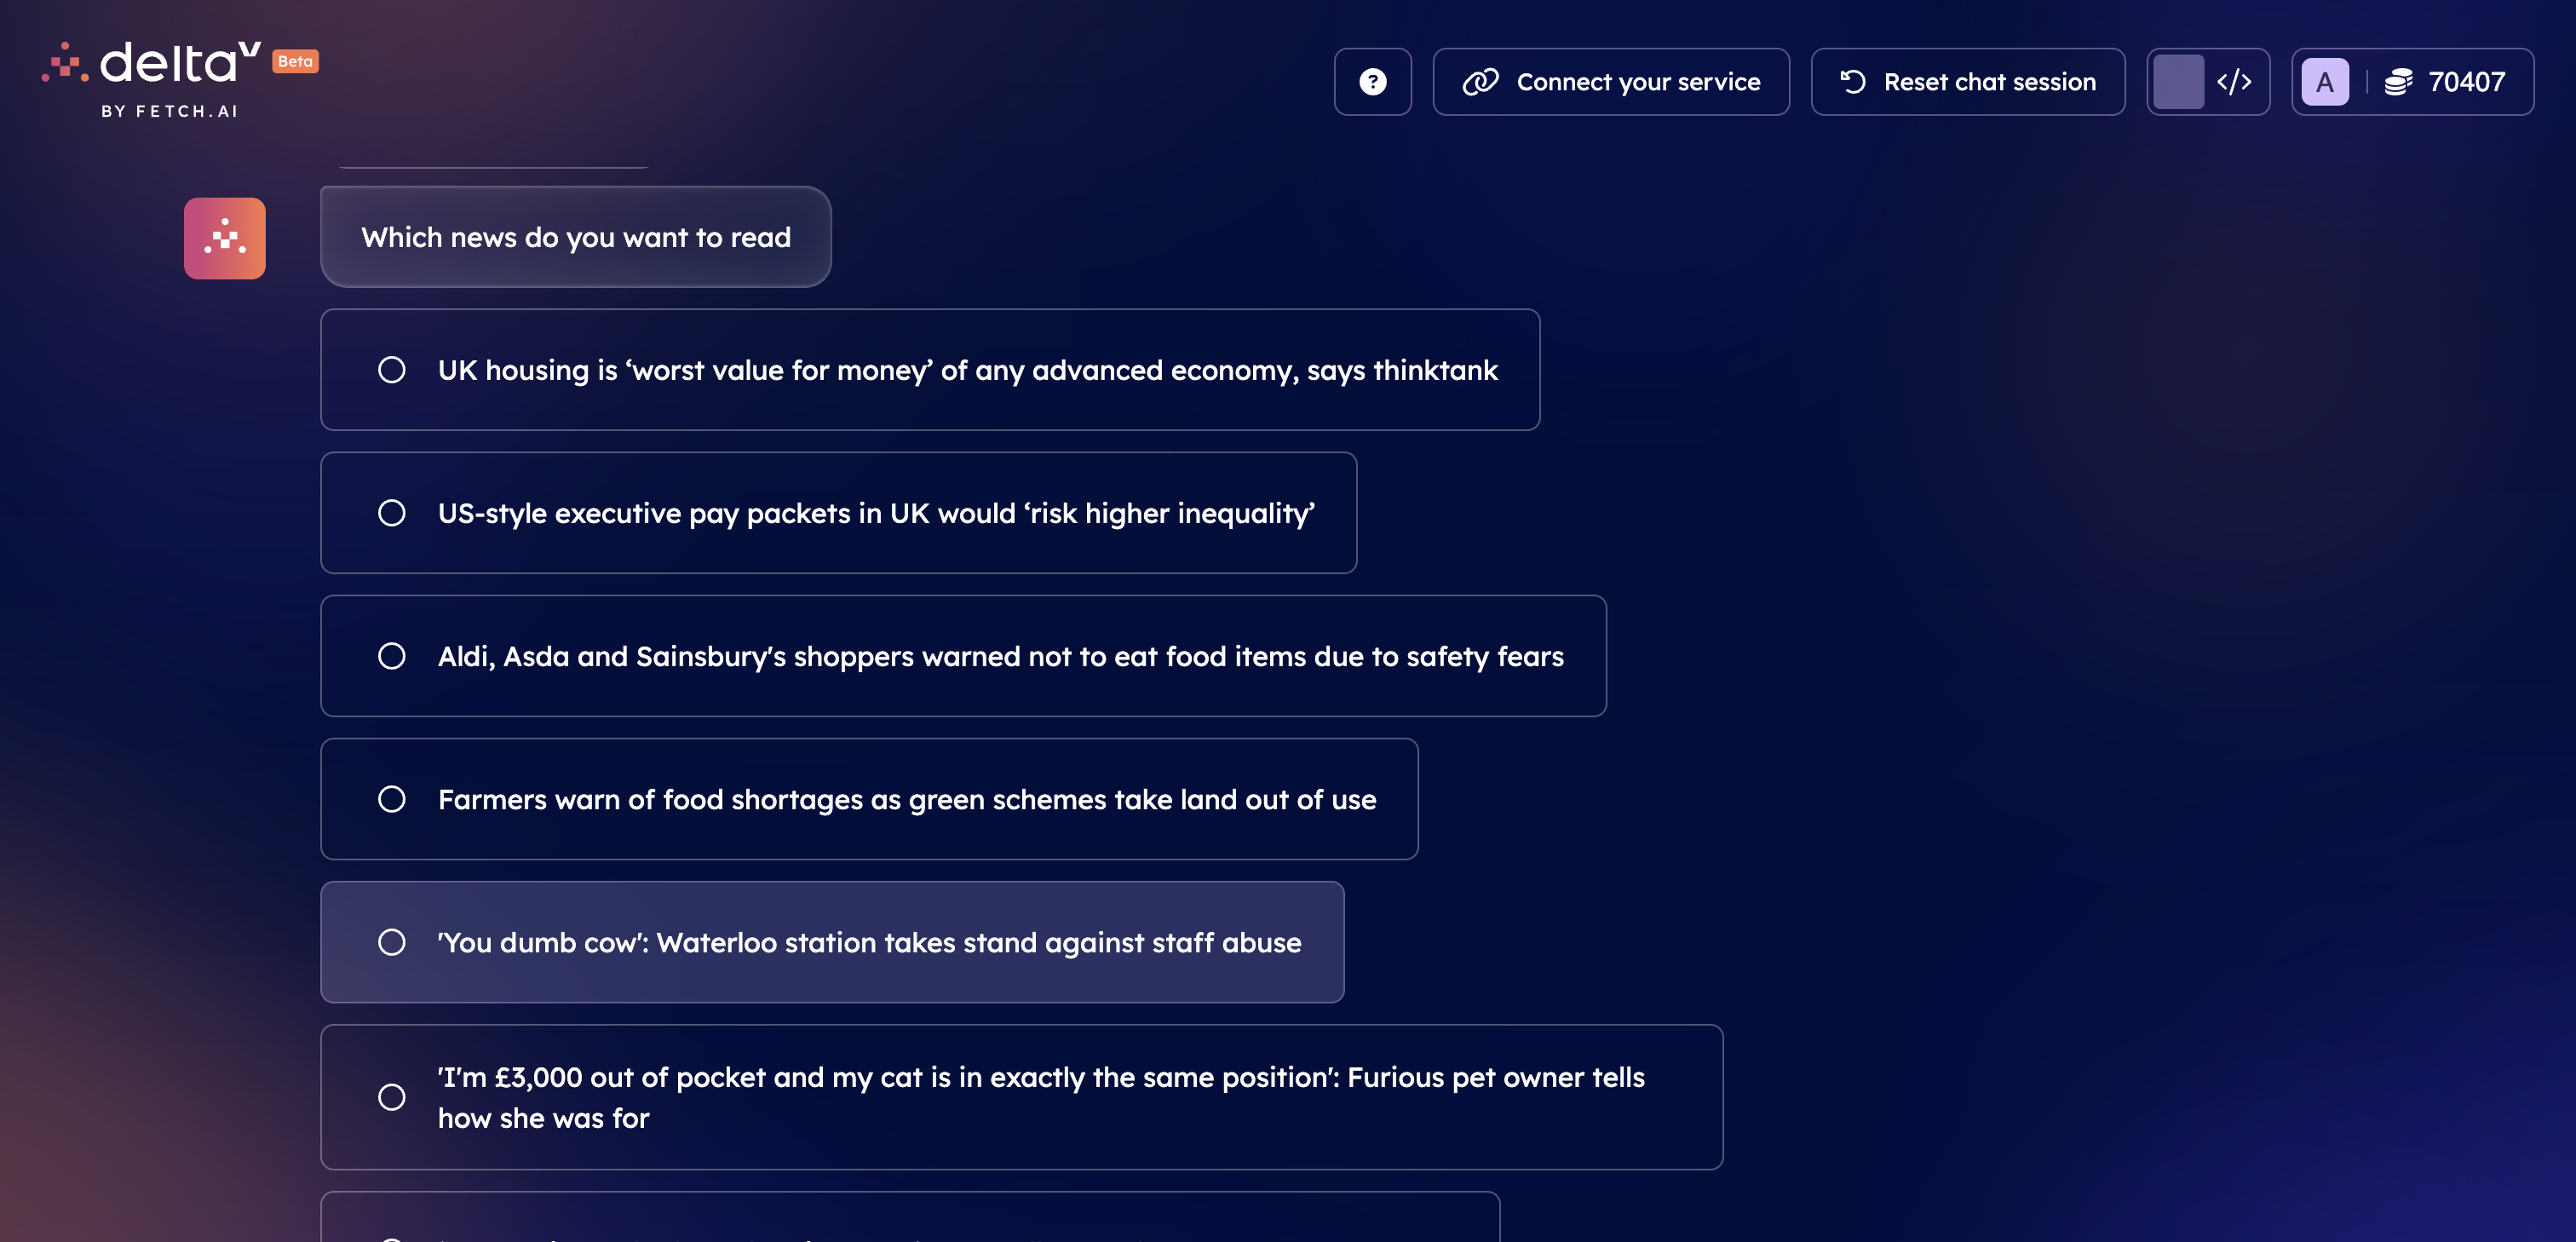 deltaV Beta
BY FETCH.AI
? Connect your service Reset chat session </> A | 70407
Which news do you want to read
UK housing is ‘worst value for money’ of any advanced economy, says thinktank
US-style executive pay packets in UK would ‘risk higher inequality’
Aldi, Asda and Sainsbury's shoppers warned not to eat food items due to safety fears
Farmers warn of food shortages as green schemes take land out of use
'You dumb cow': Waterloo station takes stand against staff abuse
'I'm £3,000 out of pocket and my cat is in exactly the same position': Furious pet owner tells
how she was for